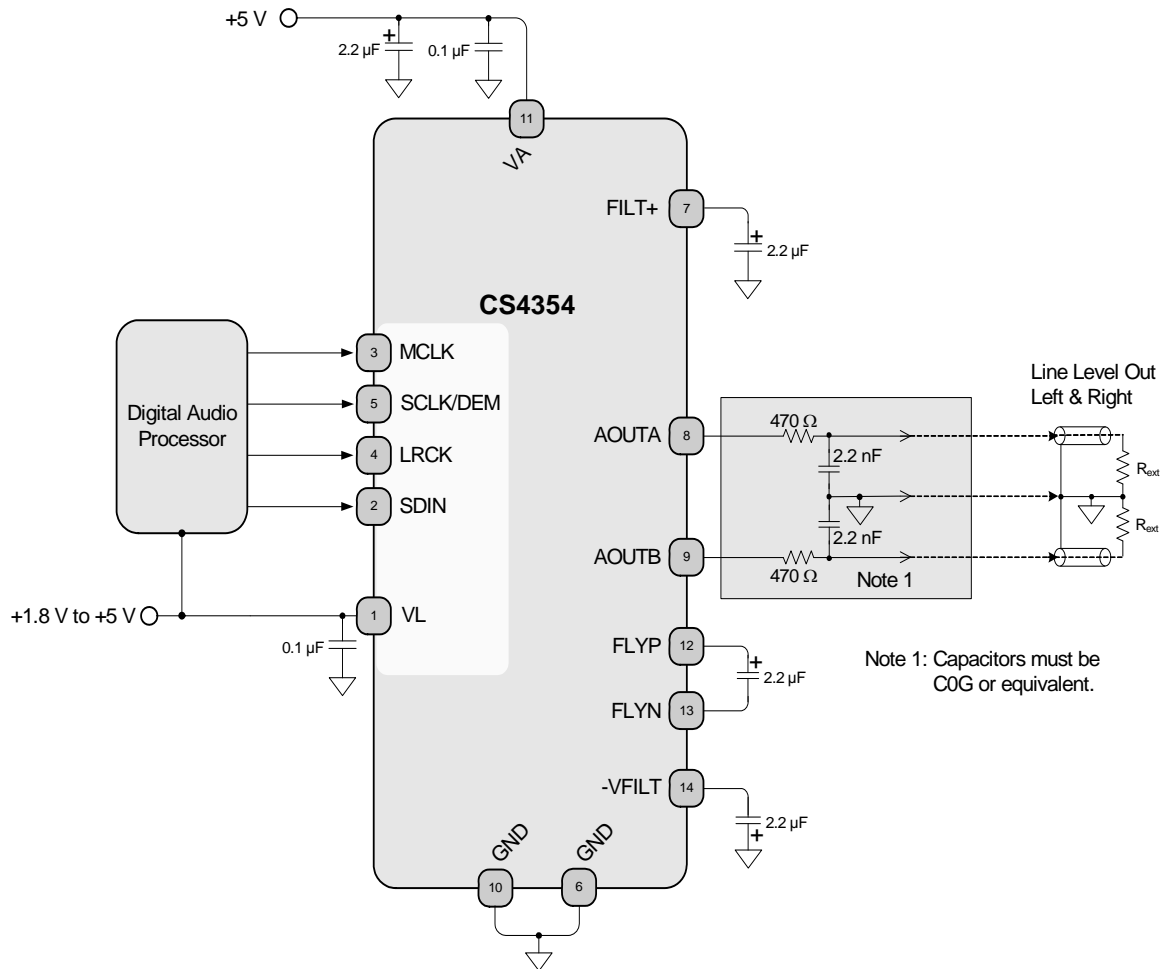 +5 V
2.2 µF
0.1 µF
11
VA
FILT+
7
2.2 µF
CS4354
Digital Audio
Processor
3
MCLK
5
SCLK/DEM
4
LRCK
2
SDIN
+1.8 V to +5 V
1
VL
0.1 µF
AOUTA
8
470 Ω
2.2 nF
2.2 nF
AOUTB
9
470 Ω
Note 1
Line Level Out
Left & Right
Rext
Rext
FLYP
12
2.2 µF
FLYN
13
Note 1: Capacitors must be
C0G or equivalent.
-VFILT
14
2.2 µF
GND
GND
10
6